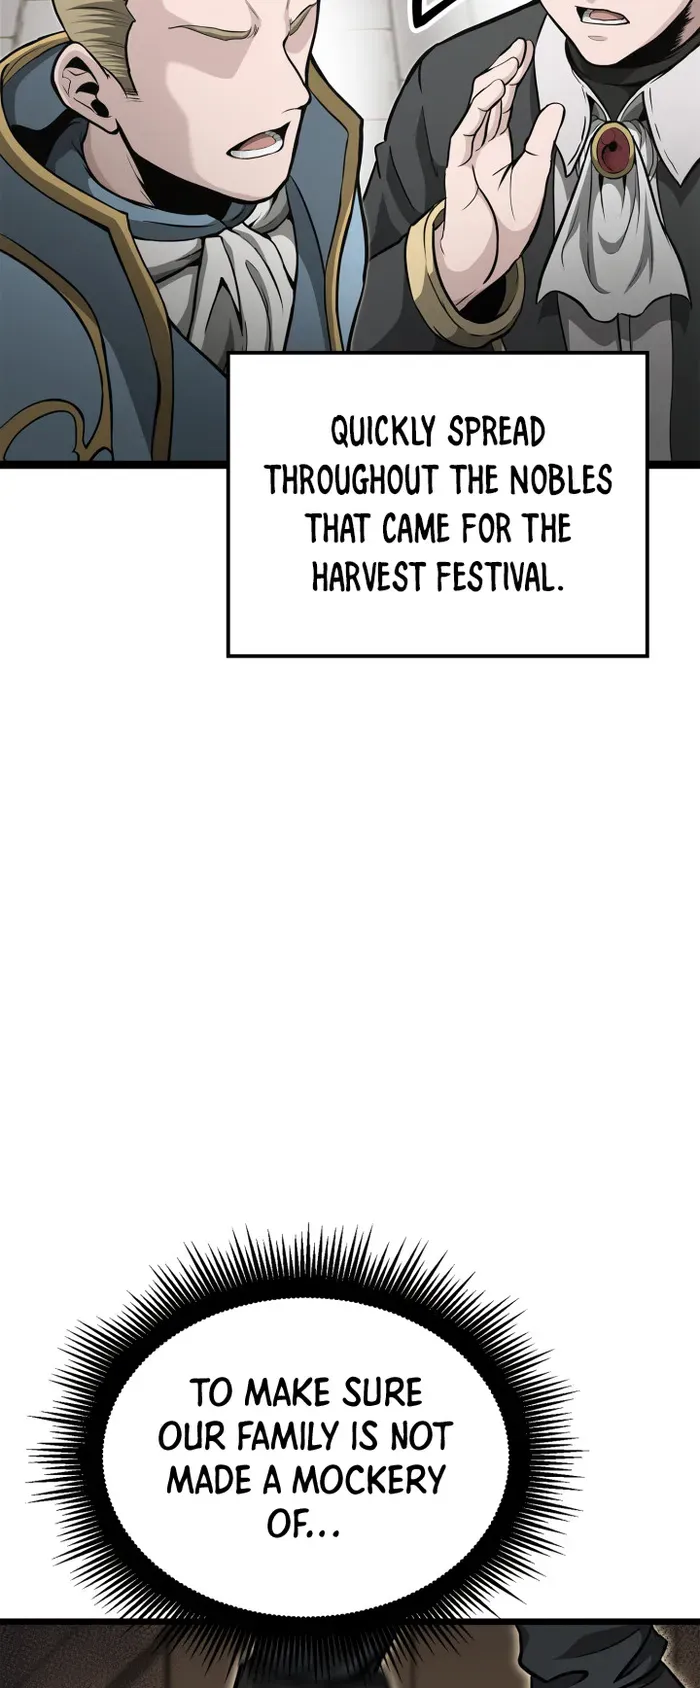 QUICKLY SPREAD
THROUGHOUT THE NOBLES
THAT CAME FOR THE
HARVEST FESTIVAL.
TO MAKE SURE
OUR FAMILY IS NOT
MADE A MOCKERY
OF...